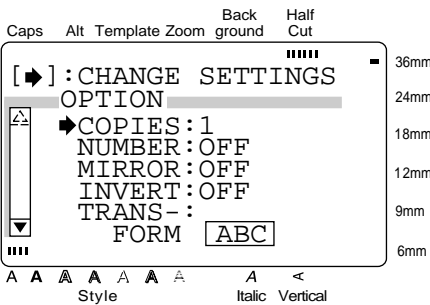 Back Half
Caps Alt Template Zoom ground Cut
[➧]:CHANGE SETTINGS
OPTION
➧COPIES:1
NUMBER:OFF
MIRROR:OFF
INVERT:OFF
TRANS-:
FORM ABC
36mm
24mm
18mm
12mm
9mm
6mm
A A A A A A A A A
Style Italic Vertical